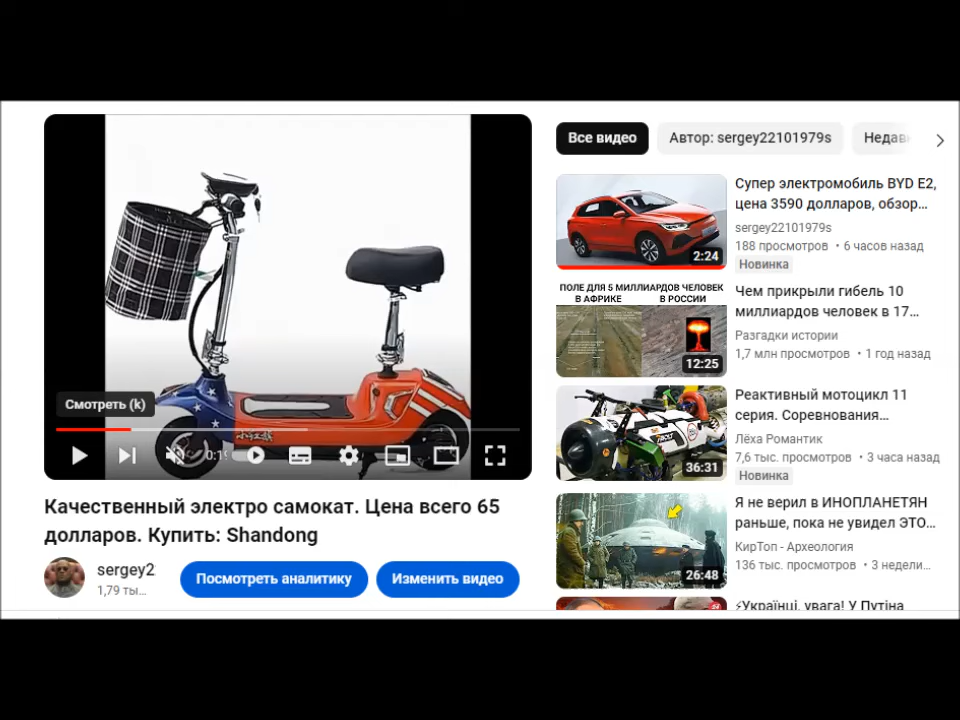 Смотреть (k)
Качественный электро самокат. Цена всего 65
долларов. Купить: Shandong
sergey2
1,79 ты...
Посмотреть аналитику
Изменить видео
Все видео
Автор: sergey22101979s
Недав
Супер электромобиль BYD E2,
цена 3590 долларов, обзор...
sergey22101979s
188 просмотров • 6 часов назад
Новинка
2:24
ПОЛЕ ДЛЯ 5 МИЛЛИАРДОВ ЧЕЛОВЕК
В АФРИКЕ В РОССИИ
12:25
Чем прикрыли гибель 10
миллиардов человек в 17...
Разгадки истории
1,7 млн просмотров • 1 год назад
36:31
Реактивный мотоцикл 11
серия. Соревнования...
Лёха Романтик
7,6 тыс. просмотров • 3 часа назад
Новинка
26:48
Я не верил в ИНОПЛАНЕТЯН
раньше, пока не увидел ЭТО...
КирТоп - Археология
136 тыс. просмотров • 3 недели...
⚡Українці, увага! У Путіна